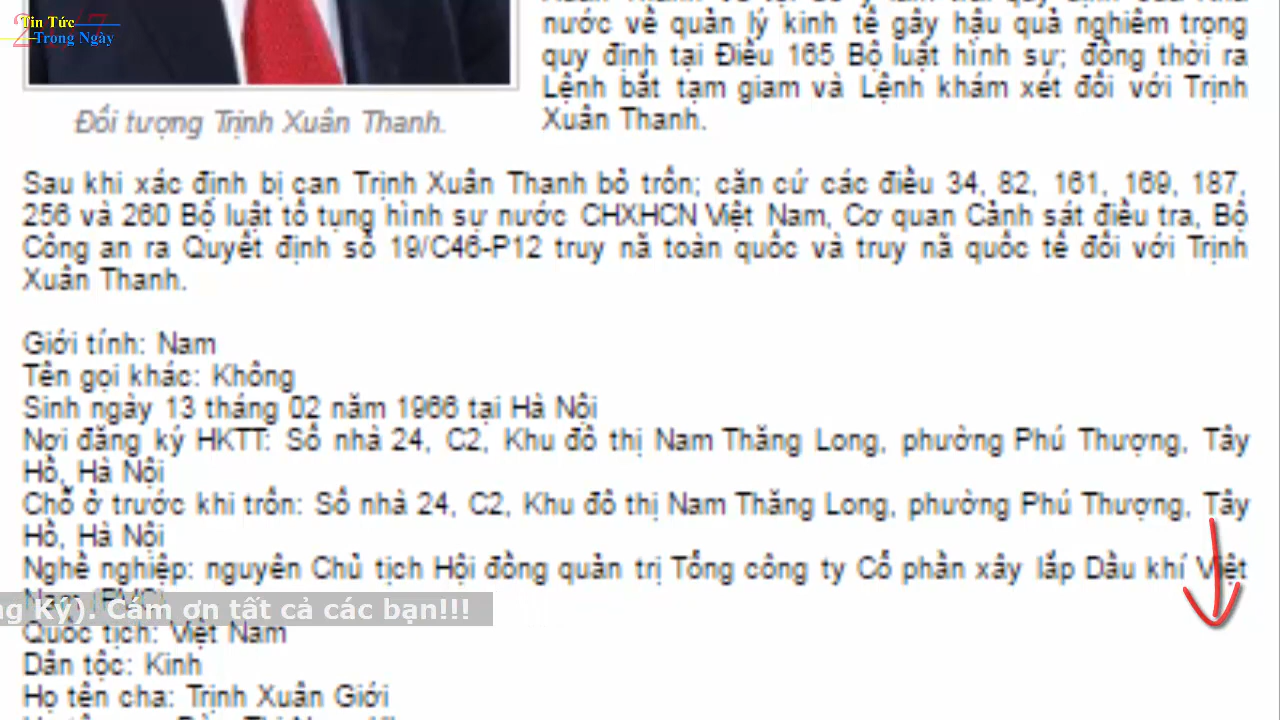 Tin Tức
Trong Ngày
nước về quản lý kinh tế gây hậu quả nghiêm trọng
quy định tại Điều 165 Bộ luật hình sự; đồng thời ra
Lệnh bắt tạm giam và Lệnh khám xét đối với Trịnh
Xuân Thanh.
Đối tượng Trịnh Xuân Thanh.
Sau khi xác định bị can Trịnh Xuân Thanh bỏ trốn; căn cứ các điều 34, 82, 161, 169, 187,
256 và 260 Bộ luật tố tụng hình sự nước CHXHCN Việt Nam, Cơ quan Cảnh sát điều tra, Bộ
Công an ra Quyết định số 19/C46-P12 truy nã toàn quốc và truy nã quốc tế đối với Trịnh
Xuân Thanh.
Giới tính: Nam
Tên gọi khác: Không
Sinh ngày 13 tháng 02 năm 1966 tại Hà Nội
Nơi đăng ký HKTT: Số nhà 24, C2, Khu đô thị Nam Thăng Long, phường Phú Thượng, Tây
Hồ, Hà Nội
Chỗ ở trước khi trốn: Số nhà 24, C2, Khu đô thị Nam Thăng Long, phường Phú Thượng, Tây
Hồ, Hà Nội
Nghề nghiệp: nguyên Chủ tịch Hội đồng quản trị Tổng công ty Cổ phần xây lắp Dầu khí Việt
Nam (PVC)
ng Ký). Cám ơn tất cả các bạn!!!
Quốc tịch: Việt Nam
Dân tộc: Kinh
Họ tên cha: Trịnh Xuân Giới